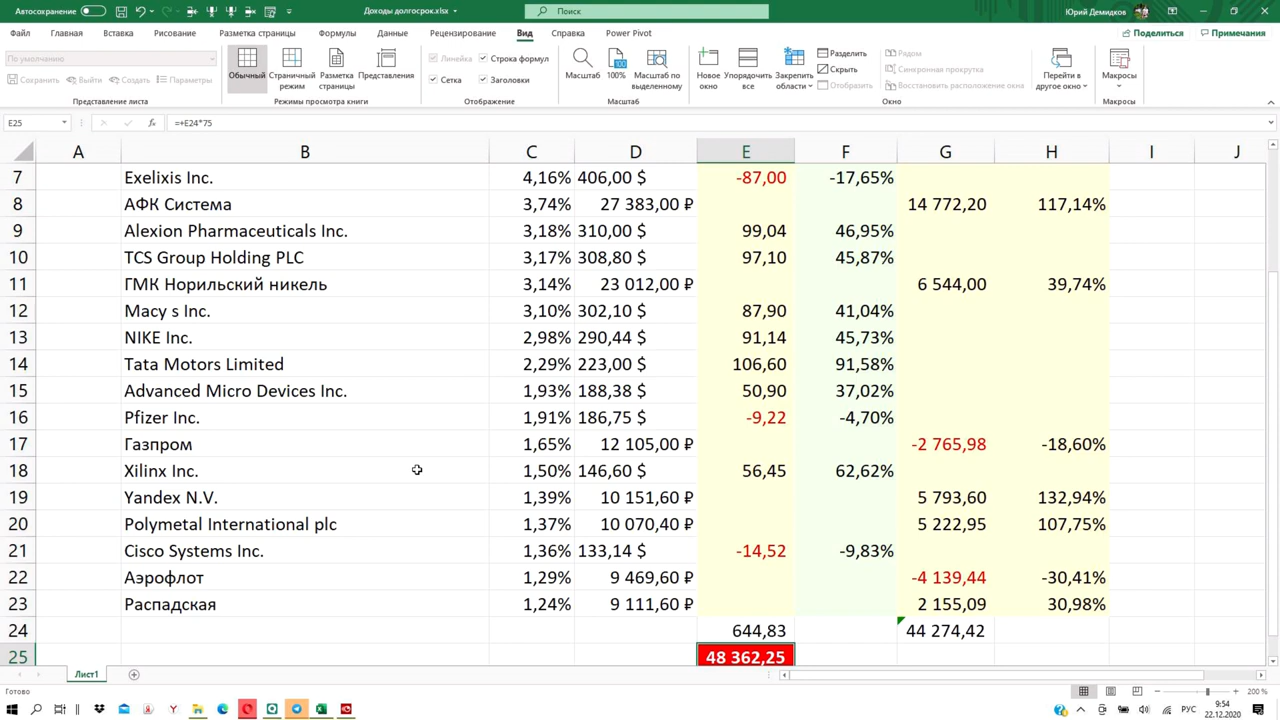 Автосохранение
Доходы долгосрок.xlsx
Поиск
Юрий Демидков
Файл Главная Вставка Рисование Разметка страницы Формулы Данные Рецензирование Вид Справка Power Pivot
Поделиться Примечания
По умолчанию
Сохранить Выйти Создать Параметры
Представление листа
Обычный
Страничный режим
Разметка страницы
Представления
Режимы просмотра книги
Линейка Строка формул
Сетка Заголовки
Отображение
Масштаб
100%
Масштаб по выделенному
Масштаб
Новое окно
Упорядочить все
Закрепить области
Разделить
Скрыть
Отобразить
Рядом
Синхронная прокрутка
Восстановить расположение окна
Окно
Перейти в другое окно
Макросы
Макросы
E25 fx =+E24*75
A B C D E F G H I J
7 Exelixis Inc. 4,16% 406,00 $ -87,00 -17,65%
8 АФК Система 3,74% 27 383,00 ₽ 14 772,20 117,14%
9 Alexion Pharmaceuticals Inc. 3,18% 310,00 $ 99,04 46,95%
10 TCS Group Holding PLC 3,17% 308,80 $ 97,10 45,87%
11 ГМК Норильский никель 3,14% 23 012,00 ₽ 6 544,00 39,74%
12 Macy s Inc. 3,10% 302,10 $ 87,90 41,04%
13 NIKE Inc. 2,98% 290,44 $ 91,14 45,73%
14 Tata Motors Limited 2,29% 223,00 $ 106,60 91,58%
15 Advanced Micro Devices Inc. 1,93% 188,38 $ 50,90 37,02%
16 Pfizer Inc. 1,91% 186,75 $ -9,22 -4,70%
17 Газпром 1,65% 12 105,00 ₽ -2 765,98 -18,60%
18 Xilinx Inc. 1,50% 146,60 $ 56,45 62,62%
19 Yandex N.V. 1,39% 10 151,60 ₽ 5 793,60 132,94%
20 Polymetal International plc 1,37% 10 070,40 ₽ 5 222,95 107,75%
21 Cisco Systems Inc. 1,36% 133,14 $ -14,52 -9,83%
22 Аэрофлот 1,29% 9 469,60 ₽ -4 139,44 -30,41%
23 Распадская 1,24% 9 111,60 ₽ 2 155,09 30,98%
24 644,83 44 274,42
25 48 362,25
Лист1
Готово
200 %
РУС
9:54
22.12.2020